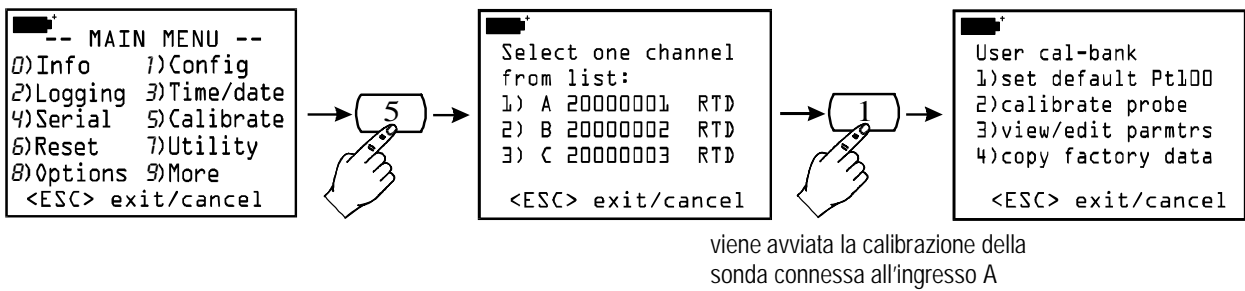 -- MAIN MENU --
0)Info 1)Config
2)Logging 3)Time/date
4)Serial 5)Calibrate
6)Reset 7)Utility
8)Options 9)More
<ESC> exit/cancel
5
Select one channel
from list:
1) A 20000001 RTD
2) B 20000002 RTD
3) C 20000003 RTD
<ESC> exit/cancel
1
User cal-bank
1)set default Pt100
2)calibrate probe
3)view/edit parmtrs
4)copy factory data
<ESC> exit/cancel
viene avviata la calibrazione della
sonda connessa all'ingresso A